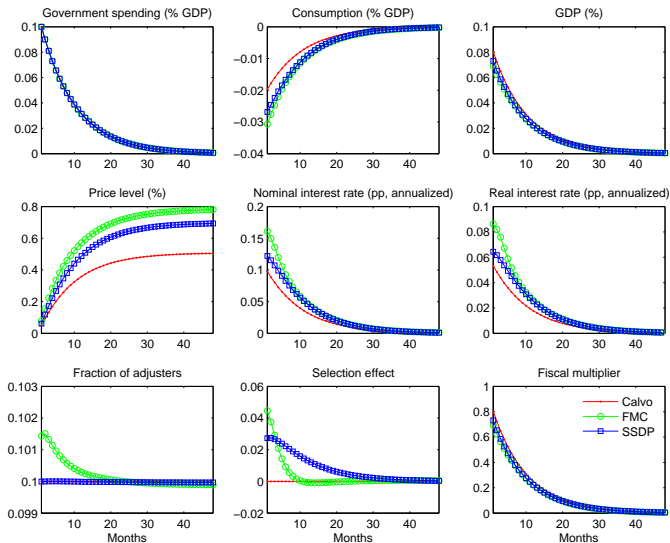 Government spending (% GDP)
0.1
0.08
0.06
0.04
0.02
0
10 20 30 40
Consumption (% GDP)
0
−0.01
−0.02
−0.03
−0.04
10 20 30 40
GDP (%)
0.1
0.08
0.06
0.04
0.02
0
10 20 30 40
Price level (%)
0.8
0.6
0.4
0.2
0
10 20 30 40
Nominal interest rate (pp, annualized)
0.2
0.15
0.1
0.05
0
10 20 30 40
Real interest rate (pp, annualized)
0.1
0.08
0.06
0.04
0.02
0
10 20 30 40
Fraction of adjusters
0.103
0.102
0.101
0.1
0.099
10 20 30 40
Months
Selection effect
0.06
0.04
0.02
0
−0.02
10 20 30 40
Months
Fiscal multiplier
1
0.8
0.6
0.4
0.2
0
Calvo
FMC
SSDP
10 20 30 40
Months